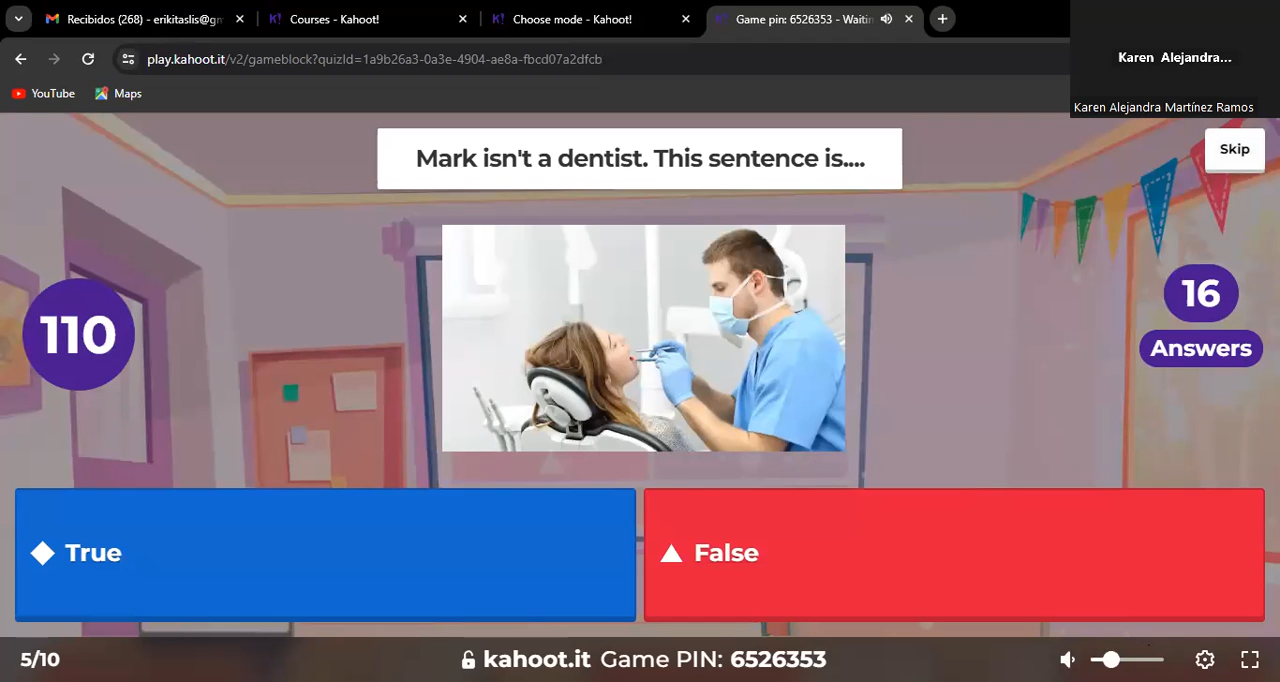 Recibidos (268) - erikitaslis@gm
Courses - Kahoot!
Choose mode - Kahoot!
Game pin: 6526353 - Waitin
play.kahoot.it/v2/gameblock?quizId=1a9b26a3-0a3e-4904-ae8a-fbcd07a2dfcb
YouTube
Maps
Karen Alejandra...
Karen Alejandra Martínez Ramos
Mark isn't a dentist. This sentence is....
Skip
110
16
Answers
True
False
5/10
kahoot.it Game PIN: 6526353